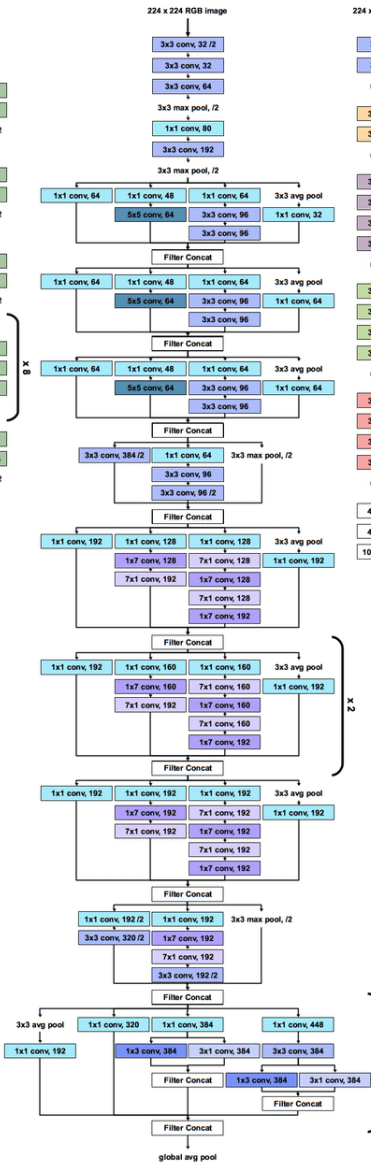 224 x 224 RGB image
224 x
3x3 conv, 32 /2
3x3 conv, 32
3x3 conv, 64
3x3 max pool, /2
1x1 conv, 80
3x3 conv, 192
3x3 max pool, /2
1x1 conv, 64 1x1 conv, 48 1x1 conv, 64 3x3 avg pool
5x5 conv, 64 3x3 conv, 96 1x1 conv, 32
3x3 conv, 96
Filter Concat
1x1 conv, 64 1x1 conv, 48 1x1 conv, 64 3x3 avg pool
5x5 conv, 64 3x3 conv, 96 1x1 conv, 64
3x3 conv, 96
Filter Concat
x 8
1x1 conv, 64 1x1 conv, 48 1x1 conv, 64 3x3 avg pool
5x5 conv, 64 3x3 conv, 96 1x1 conv, 64
3x3 conv, 96
Filter Concat
3x3 conv, 384 /2 1x1 conv, 64 3x3 max pool, /2
3x3 conv, 96
3x3 conv, 96 /2
Filter Concat
1x1 conv, 192 1x1 conv, 128 1x1 conv, 128 3x3 avg pool
1x7 conv, 128 7x1 conv, 128 1x1 conv, 192
7x1 conv, 192 1x7 conv, 128
7x1 conv, 128
1x7 conv, 192
Filter Concat
1x1 conv, 192 1x1 conv, 160 1x1 conv, 160 3x3 avg pool
1x7 conv, 160 7x1 conv, 160 1x1 conv, 192
7x1 conv, 192 1x7 conv, 160
7x1 conv, 160
1x7 conv, 192
x 2
Filter Concat
1x1 conv, 192 1x1 conv, 192 1x1 conv, 192 3x3 avg pool
1x7 conv, 192 7x1 conv, 192 1x1 conv, 192
7x1 conv, 192 1x7 conv, 192
7x1 conv, 192
1x7 conv, 192
Filter Concat
1x1 conv, 192 /2 1x1 conv, 192 3x3 max pool, /2
3x3 conv, 320 /2 1x7 conv, 192
7x1 conv, 192
3x3 conv, 192 /2
Filter Concat
3x3 avg pool 1x1 conv, 320 1x1 conv, 384 1x1 conv, 448
1x1 conv, 192 1x3 conv, 384 3x1 conv, 384 3x3 conv, 384
Filter Concat 1x3 conv, 384 3x1 conv, 384
Filter Concat
Filter Concat
global avg pool